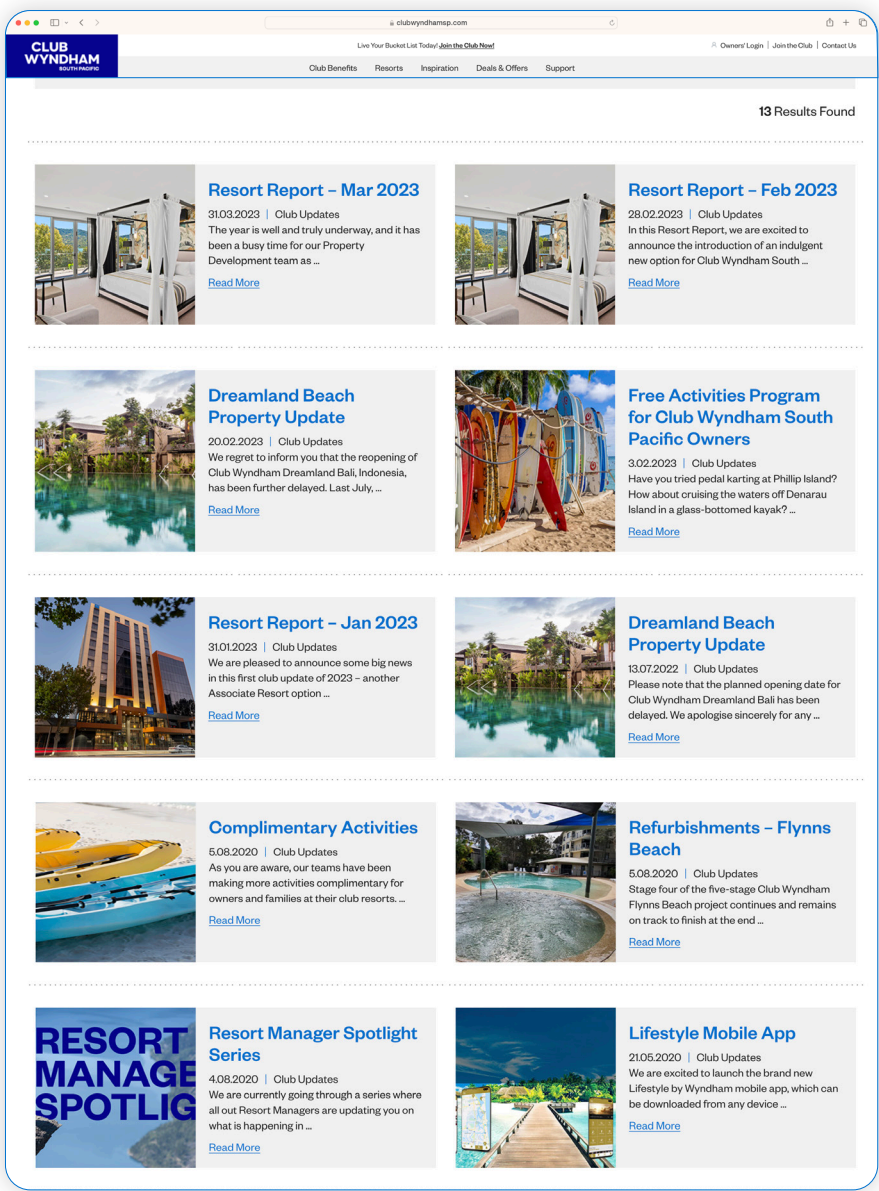 clubwyndhamsp.com
CLUB
WYNDHAM
SOUTH PACIFIC
Live Your Bucket List Today! Join the Club Now!
Owners' Login | Join the Club | Contact Us
Club Benefits Resorts Inspiration Deals & Offers Support
13 Results Found
Resort Report – Mar 2023
31.03.2023 | Club Updates
The year is well and truly underway, and it has
been a busy time for our Property
Development team as ...
Read More
Resort Report – Feb 2023
28.02.2023 | Club Updates
In this Resort Report, we are excited to
announce the introduction of an indulgent
new option for Club Wyndham South ...
Read More
Dreamland Beach
Property Update
20.02.2023 | Club Updates
We regret to inform you that the reopening of
Club Wyndham Dreamland Bali, Indonesia,
has been further delayed. Last July, ...
Read More
Free Activities Program
for Club Wyndham South
Pacific Owners
3.02.2023 | Club Updates
Have you tried pedal karting at Phillip Island?
How about cruising the waters off Denarau
Island in a glass-bottomed kayak? ...
Read More
Resort Report – Jan 2023
31.01.2023 | Club Updates
We are pleased to announce some big news
in this first club update of 2023 – another
Associate Resort option ...
Read More
Dreamland Beach
Property Update
13.07.2022 | Club Updates
Please note that the planned opening date for
Club Wyndham Dreamland Bali has been
delayed. We apologise sincerely for any ...
Read More
Complimentary Activities
5.08.2020 | Club Updates
As you are aware, our teams have been
making more activities complimentary for
owners and families at their club resorts. ...
Read More
Refurbishments – Flynns
Beach
5.08.2020 | Club Updates
Stage four of the five-stage Club Wyndham
Flynns Beach project continues and remains
on track to finish at the end ...
Read More
RESORT
MANAGE
SPOTLIG
Resort Manager Spotlight
Series
4.08.2020 | Club Updates
We are currently going through a series where
all out Resort Managers are updating you on
what is happening in ...
Read More
Lifestyle Mobile App
21.05.2020 | Club Updates
We are excited to launch the brand new
Lifestyle by Wyndham mobile app, which can
be downloaded from any device ...
Read More